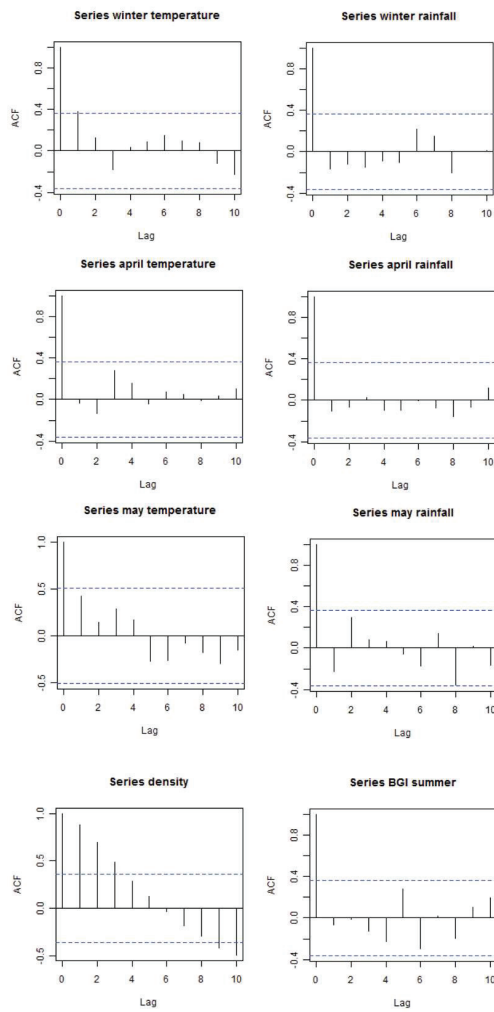 Series winter temperature
ACF
0.8
0.4
0.0
-0.4
0 2 4 6 8 10
Lag
Series winter rainfall
ACF
0.8
0.4
0.0
-0.4
0 2 4 6 8 10
Lag
Series april temperature
ACF
0.8
0.4
0.0
-0.4
0 2 4 6 8 10
Lag
Series april rainfall
ACF
0.8
0.4
0.0
-0.4
0 2 4 6 8 10
Lag
Series may temperature
ACF
1.0
0.5
0.0
-0.5
0 2 4 6 8 10
Lag
Series may rainfall
ACF
0.8
0.4
0.0
-0.4
0 2 4 6 8 10
Lag
Series density
ACF
1.0
0.5
0.0
-0.5
0 2 4 6 8 10
Lag
Series BGI summer
ACF
0.8
0.4
0.0
-0.4
0 2 4 6 8 10
Lag